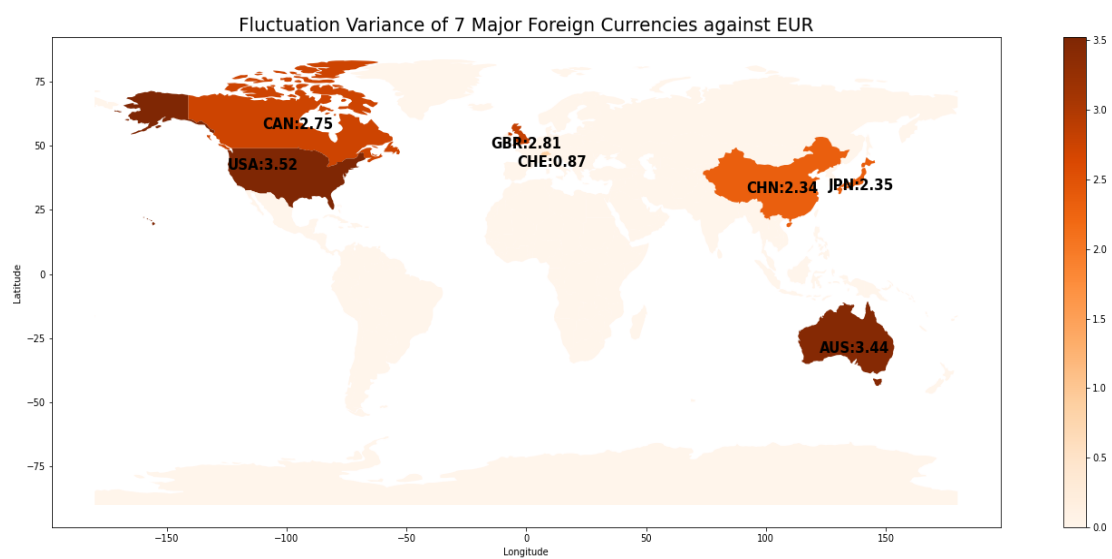 Fluctuation Variance of 7 Major Foreign Currencies against EUR
3.5
3.0
2.5
2.0
1.5
1.0
0.5
0.0
75
50
25
0
−25
−50
−75
Latitude
CAN:2.75
USA:3.52
GBR:2.81
CHE:0.87
CHN:2.34
JPN:2.35
AUS:3.44
−150
−100
−50
0
50
100
150
Longitude